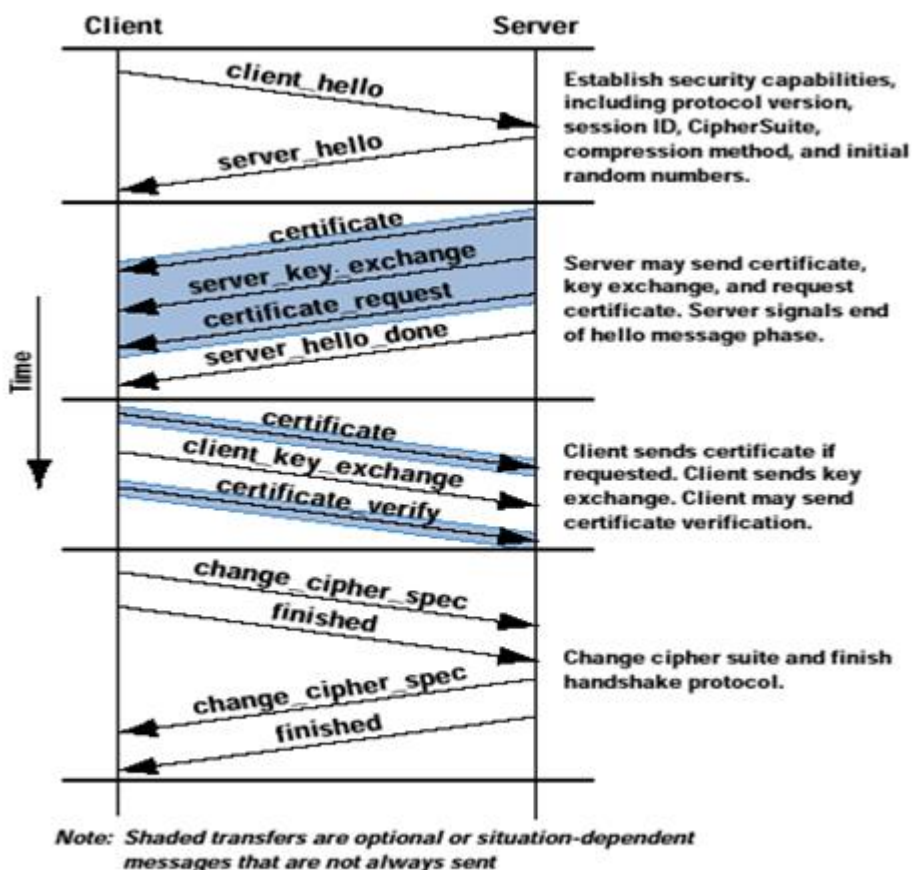 Client
Server
client_hello
server_hello
Establish security capabilities,
including protocol version,
session ID, CipherSuite,
compression method, and initial
random numbers.
certificate
server_key_exchange
certificate_request
server_hello_done
Server may send certificate,
key exchange, and request
certificate. Server signals end
of hello message phase.
Time
certificate
client_key_exchange
certificate_verify
Client sends certificate if
requested. Client sends key
exchange. Client may send
certificate verification.
change_cipher_spec
finished
change_cipher_spec
finished
Change cipher suite and finish
handshake protocol.
Note: Shaded transfers are optional or situation-dependent
messages that are not always sent